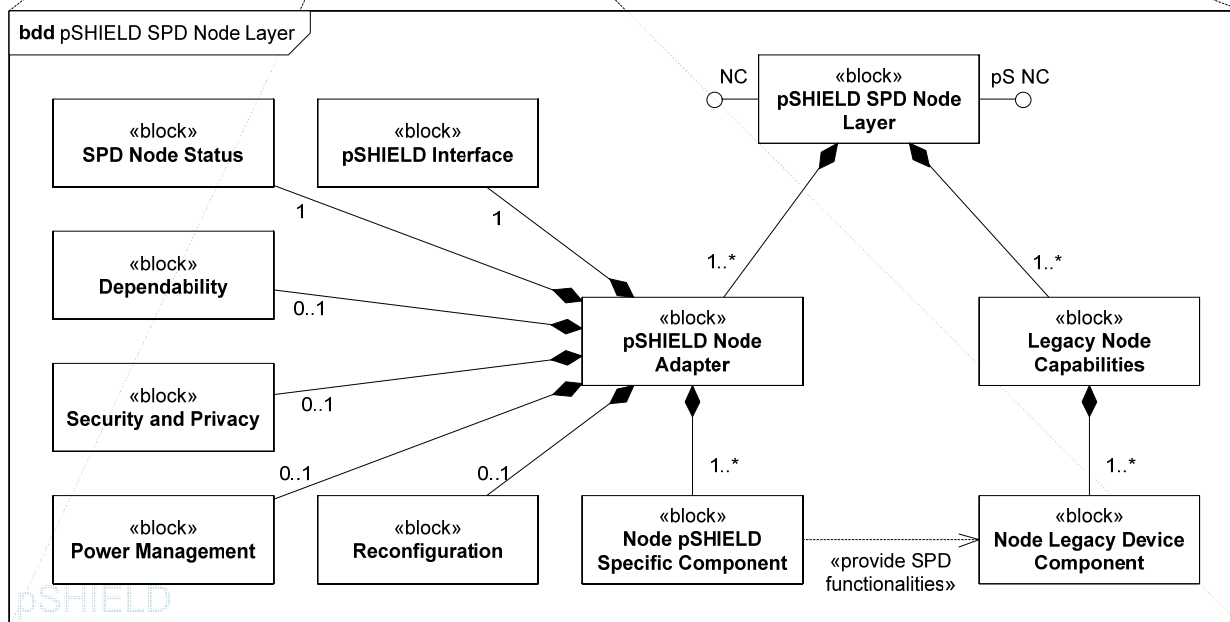 bdd pSHIELD SPD Node Layer
NC
«block»
pSHIELD SPD Node
Layer
pS NC
«block»
SPD Node Status
«block»
pSHIELD Interface
1
1
«block»
Dependability
0..1
1..*
1..*
«block»
pSHIELD Node
Adapter
«block»
Legacy Node
Capabilities
«block»
Security and Privacy
0..1
0..1
0..1
1..*
1..*
«block»
Power Management
«block»
Reconfiguration
«block»
Node pSHIELD
Specific Component
«provide SPD
functionalities»
«block»
Node Legacy Device
Component
pSHIELD